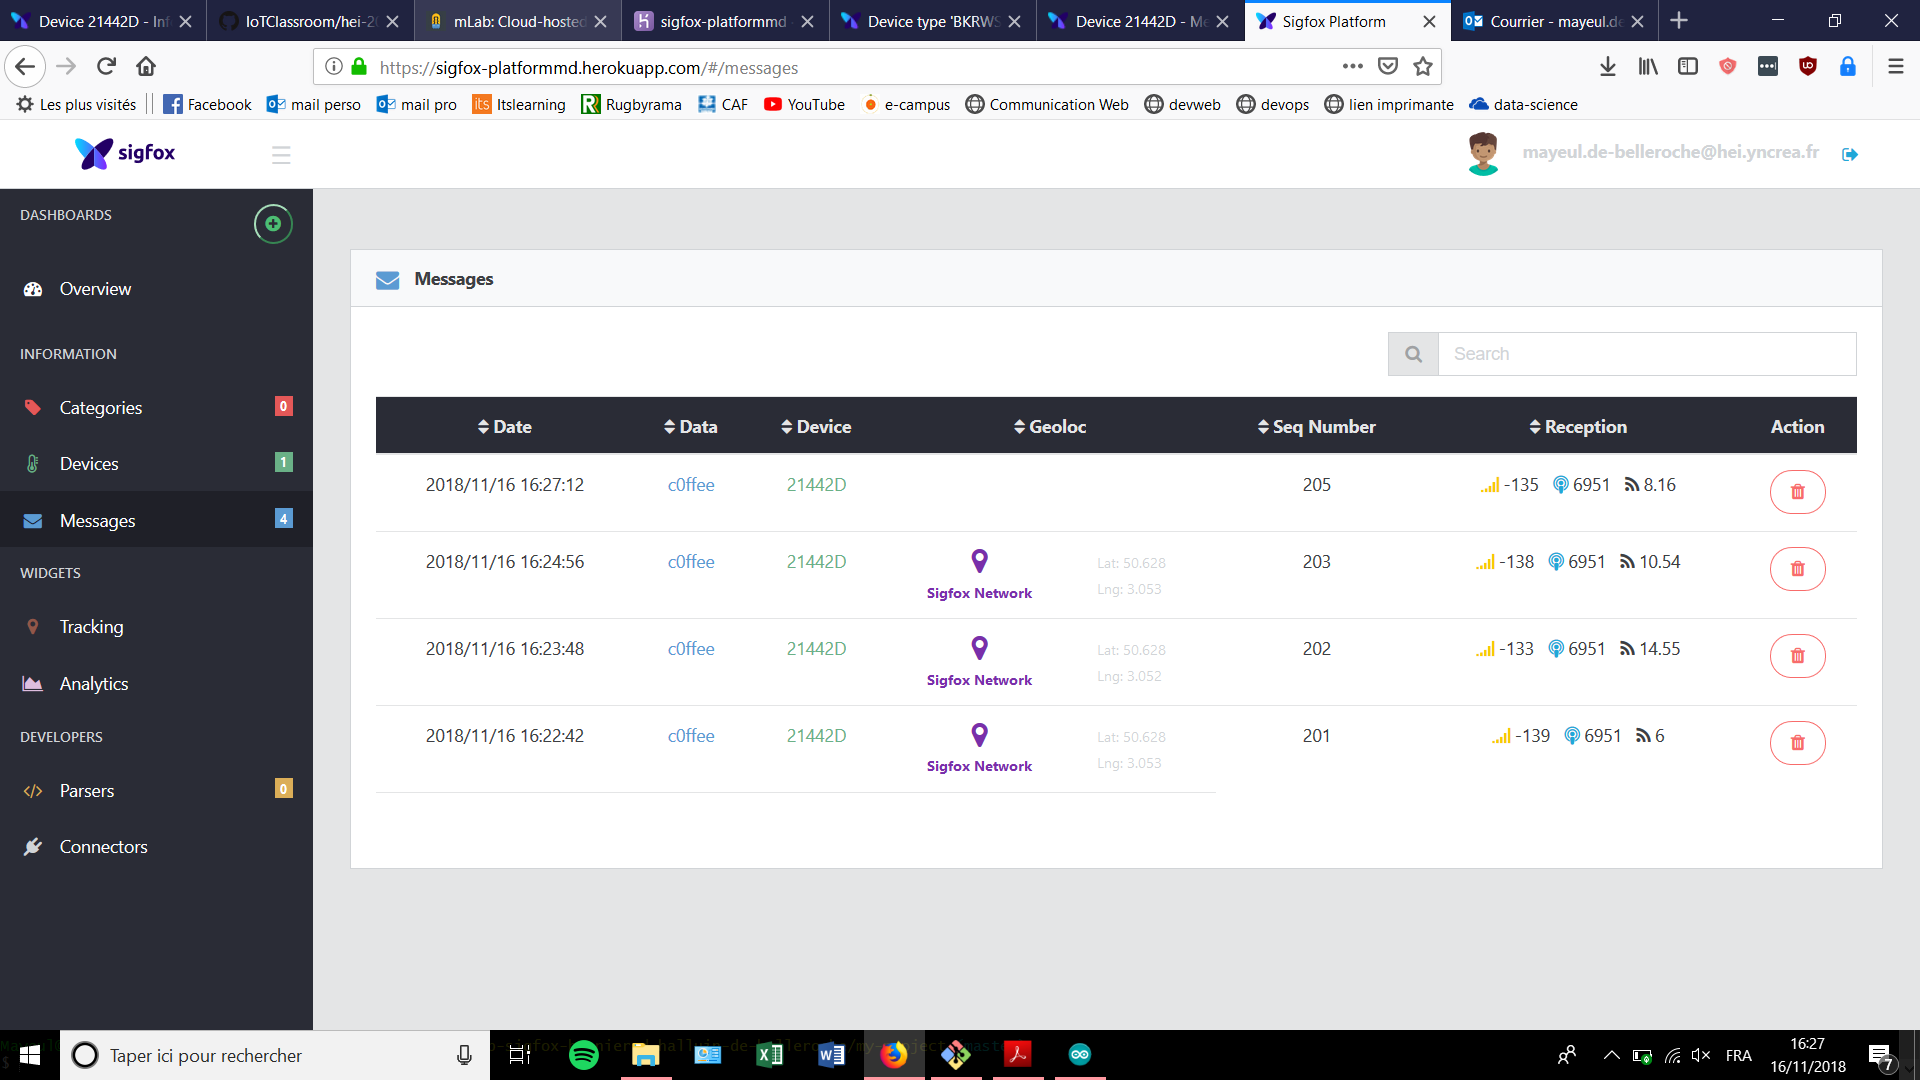 Device 21442D - Inf
IoTClassroom/hei-20
mLab: Cloud-hosted
sigfox-platformmd
Device type 'BKRWS
Device 21442D - Me
Sigfox Platform
Courrier - mayeul.de
https://sigfox-platformmd.herokuapp.com/#/messages
Les plus visités
Facebook
mail perso
mail pro
its Itslearning
Rugbyrama
CAF
YouTube
e-campus
Communication Web
devweb
devops
lien imprimante
data-science
sigfox
mayeul.de-belleroche@hei.yncrea.fr
DASHBOARDS
Overview
INFORMATION
Categories 0
Devices 1
Messages 4
WIDGETS
Tracking
Analytics
DEVELOPERS
Parsers 0
Connectors
Messages
Search
Date Data Device Geoloc Seq Number Reception Action
2018/11/16 16:27:12 c0ffee 21442D 205 -135 6951 8.16
2018/11/16 16:24:56 c0ffee 21442D Sigfox Network Lat: 50.628 Lng: 3.053 203 -138 6951 10.54
2018/11/16 16:23:48 c0ffee 21442D Sigfox Network Lat: 50.628 Lng: 3.052 202 -133 6951 14.55
2018/11/16 16:22:42 c0ffee 21442D Sigfox Network Lat: 50.628 Lng: 3.053 201 -139 6951 6
Taper ici pour rechercher
FRA
16:27
16/11/2018
7